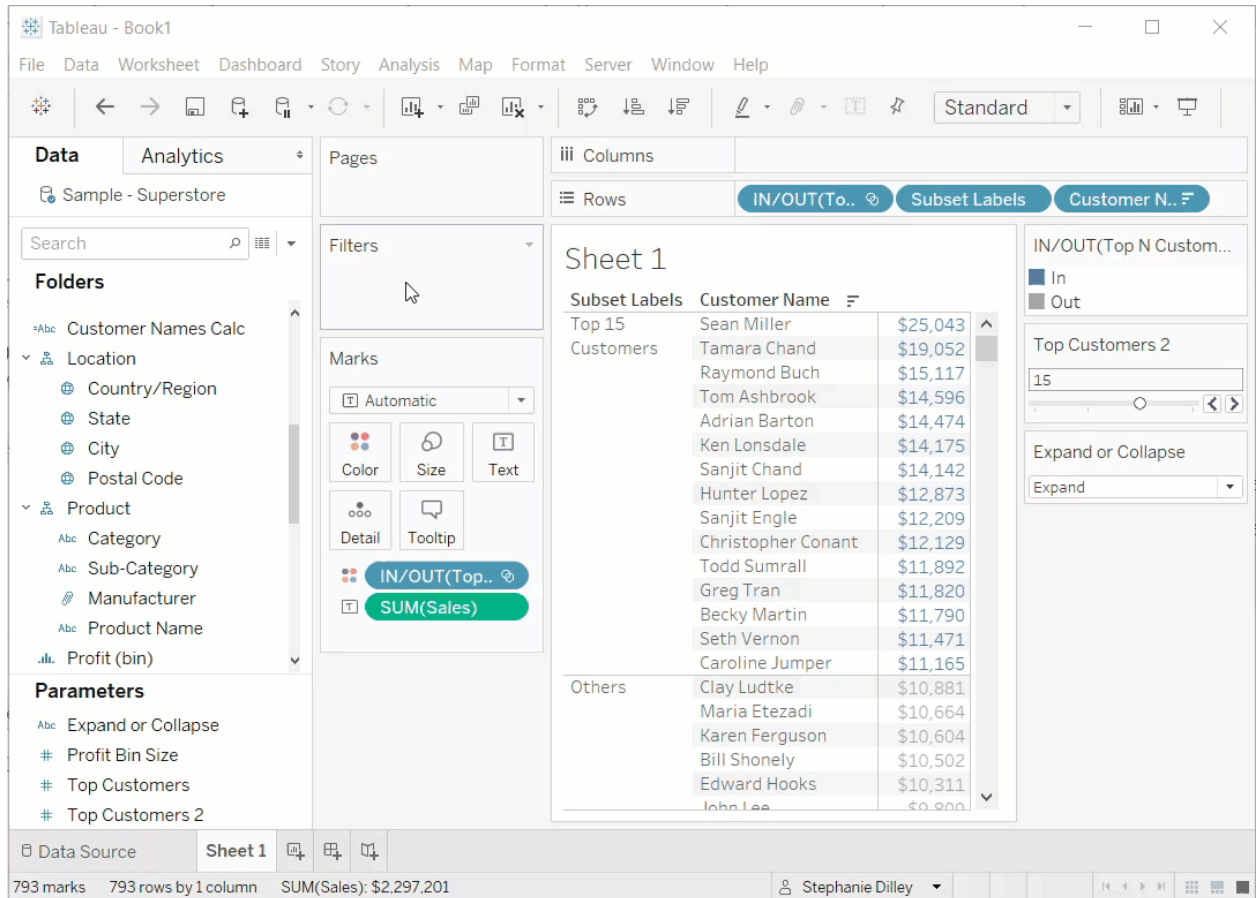 Tableau - Book1
File Data Worksheet Dashboard Story Analysis Map Format Server Window Help
Standard
Data Analytics
Sample - Superstore
Search
Folders
=Abc Customer Names Calc
Location
Country/Region
State
City
Postal Code
Product
Abc Category
Abc Sub-Category
Manufacturer
Abc Product Name
Profit (bin)
Parameters
Abc Expand or Collapse
# Profit Bin Size
# Top Customers
# Top Customers 2
Pages
Filters
Marks
T Automatic
Color Size T Text
Detail Tooltip
IN/OUT(Top..
T SUM(Sales)
iii Columns
Rows IN/OUT(To.. Subset Labels Customer N..
Sheet 1
Subset Labels Customer Name
Top 15 Sean Miller $25,043
Customers Tamara Chand $19,052
Raymond Buch $15,117
Tom Ashbrook $14,596
Adrian Barton $14,474
Ken Lonsdale $14,175
Sanjit Chand $14,142
Hunter Lopez $12,873
Sanjit Engle $12,209
Christopher Conant $12,129
Todd Sumrall $11,892
Greg Tran $11,820
Becky Martin $11,790
Seth Vernon $11,471
Caroline Jumper $11,165
Others Clay Ludtke $10,881
Maria Etezadi $10,664
Karen Ferguson $10,604
Bill Shonely $10,502
Edward Hooks $10,311
John Lee $9,800
IN/OUT(Top N Custom...
In
Out
Top Customers 2
15
Expand or Collapse
Expand
Data Source Sheet 1
793 marks 793 rows by 1 column SUM(Sales): $2,297,201 Stephanie Dilley